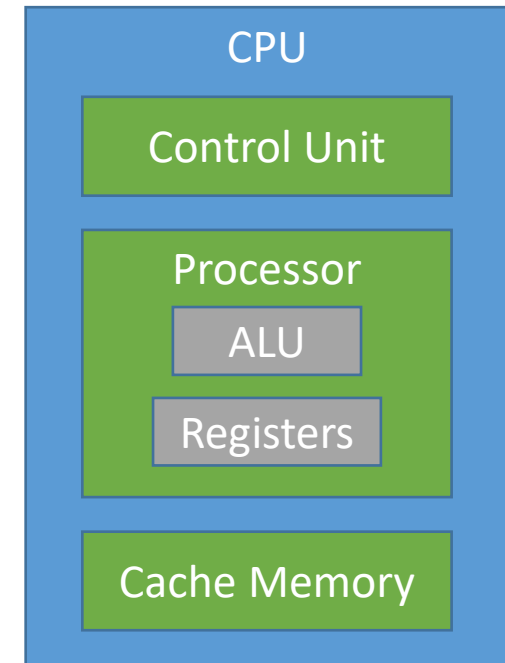 CPU
Control Unit
Processor
ALU
Registers
Cache Memory